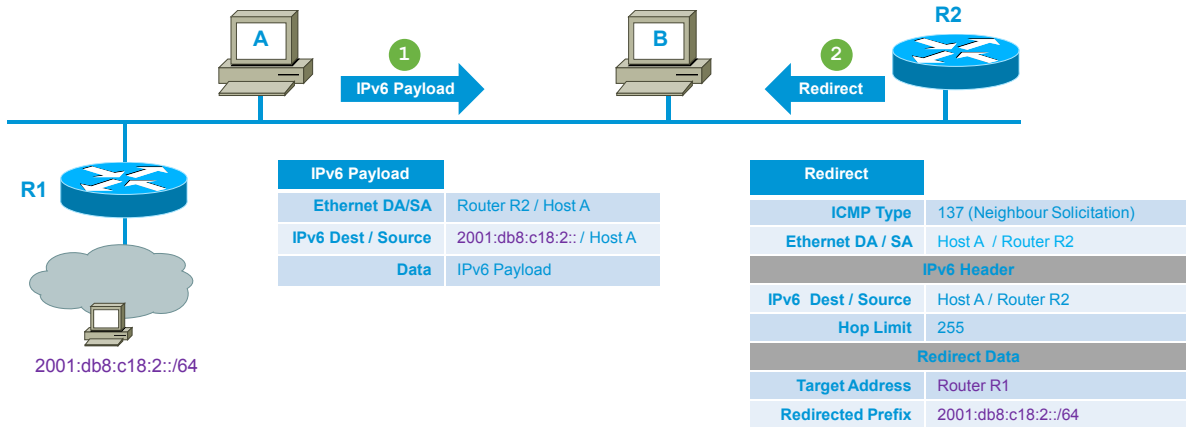 R2
A
B
1
2
IPv6 Payload
Redirect
R1
2001:db8:c18:2::/64
IPv6 Payload
Ethernet DA/SA Router R2 / Host A
IPv6 Dest / Source 2001:db8:c18:2:: / Host A
Data IPv6 Payload
Redirect
ICMP Type 137 (Neighbour Solicitation)
Ethernet DA / SA Host A / Router R2
IPv6 Header
IPv6 Dest / Source Host A / Router R2
Hop Limit 255
Redirect Data
Target Address Router R1
Redirected Prefix 2001:db8:c18:2::/64